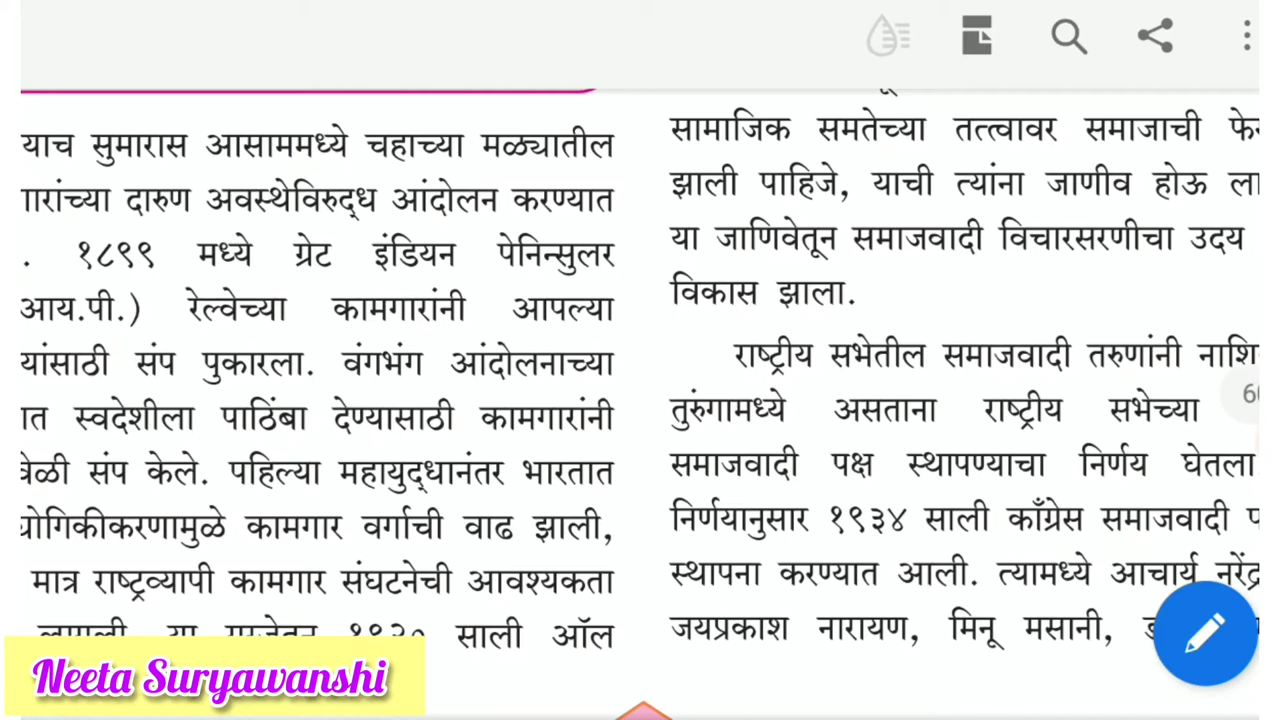 याच सुमारास आसाममध्ये चहाच्या मळ्यातील
गारांच्या दारुण अवस्थेविरुद्ध आंदोलन करण्यात
. १८९९ मध्ये ग्रेट इंडियन पेनिन्सुलर
आय.पी.) रेल्वेच्या कामगारांनी आपल्या
यांसाठी संप पुकारला. वंगभंग आंदोलनाच्या
त स्वदेशीला पाठिंबा देण्यासाठी कामगारांनी
वेळी संप केले. पहिल्या महायुद्धानंतर भारतात
योगिकीकरणामुळे कामगार वर्गाची वाढ झाली,
मात्र राष्ट्रव्यापी कामगार संघटनेची आवश्यकता
साली ऑल
सामाजिक समतेच्या तत्त्वावर समाजाची
झाली पाहिजे, याची त्यांना जाणीव होऊ
या जाणिवेतून समाजवादी विचारसरणीचा उदय
विकास झाला.
राष्ट्रीय सभेतील समाजवादी तरुणांनी नाशि
तुरुंगामध्ये असताना राष्ट्रीय सभेच्या
समाजवादी पक्ष स्थापण्याचा निर्णय घेतला
निर्णयानुसार १९३४ साली काँग्रेस समाजवादी
स्थापना करण्यात आली. त्यामध्ये आचार्य नरेंद्र
जयप्रकाश नारायण, मिनू मसानी,
Neeta Suryawanshi